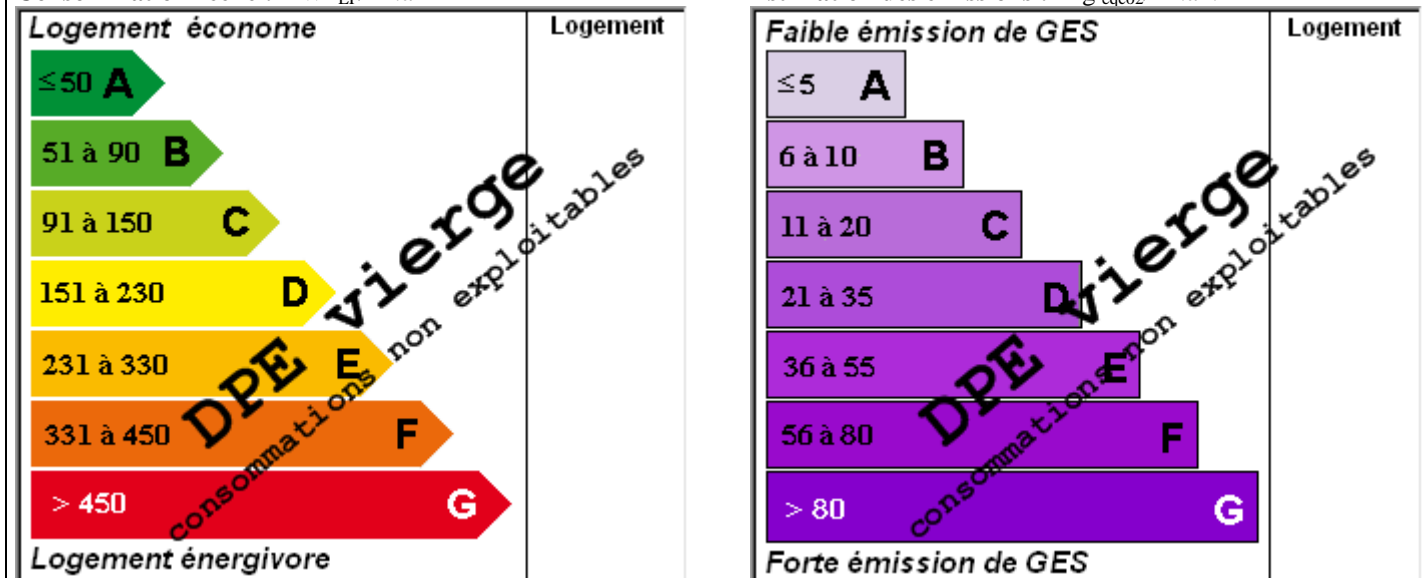 Logement économe Logement
≤50 A
51 à 90 B
91 à 150 C
151 à 230 D
231 à 330 E
331 à 450 F
> 450 G
Logement énergivore
DPE vierge
consommations non exploitables
Faible émission de GES Logement
≤5 A
6 à 10 B
11 à 20 C
21 à 35 D
36 à 55 E
56 à 80 F
> 80 G
Forte émission de GES
DPE vierge
consommations non exploitables